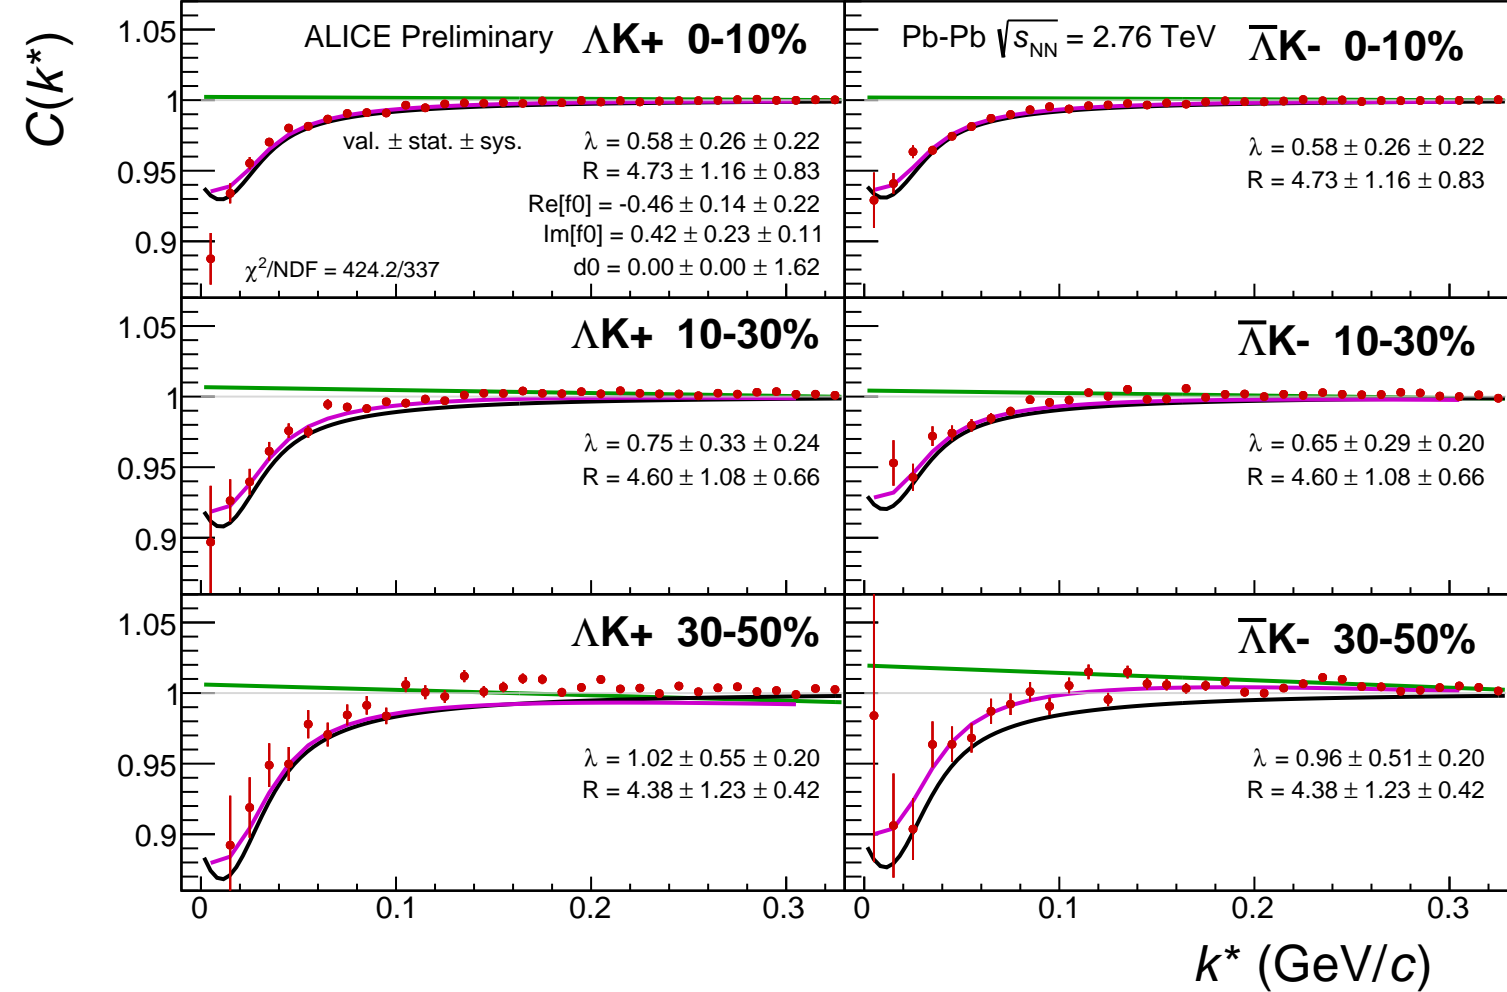 C(k*)
ALICE Preliminary ΛK+ 0-10%
1.05
1
0.95
0.9
val. ± stat. ± sys.
λ = 0.58 ± 0.26 ± 0.22
R = 4.73 ± 1.16 ± 0.83
Re[f0] = -0.46 ± 0.14 ± 0.22
Im[f0] = 0.42 ± 0.23 ± 0.11
d0 = 0.00 ± 0.00 ± 1.62
χ²/NDF = 424.2/337
Pb-Pb √s_NN = 2.76 TeV Λ̅K- 0-10%
λ = 0.58 ± 0.26 ± 0.22
R = 4.73 ± 1.16 ± 0.83
ΛK+ 10-30%
1.05
1
0.95
0.9
λ = 0.75 ± 0.33 ± 0.24
R = 4.60 ± 1.08 ± 0.66
Λ̅K- 10-30%
λ = 0.65 ± 0.29 ± 0.20
R = 4.60 ± 1.08 ± 0.66
ΛK+ 30-50%
1.05
1
0.95
0.9
λ = 1.02 ± 0.55 ± 0.20
R = 4.38 ± 1.23 ± 0.42
Λ̅K- 30-50%
λ = 0.96 ± 0.51 ± 0.20
R = 4.38 ± 1.23 ± 0.42
0 0.1 0.2 0.3
0 0.1 0.2 0.3
k* (GeV/c)